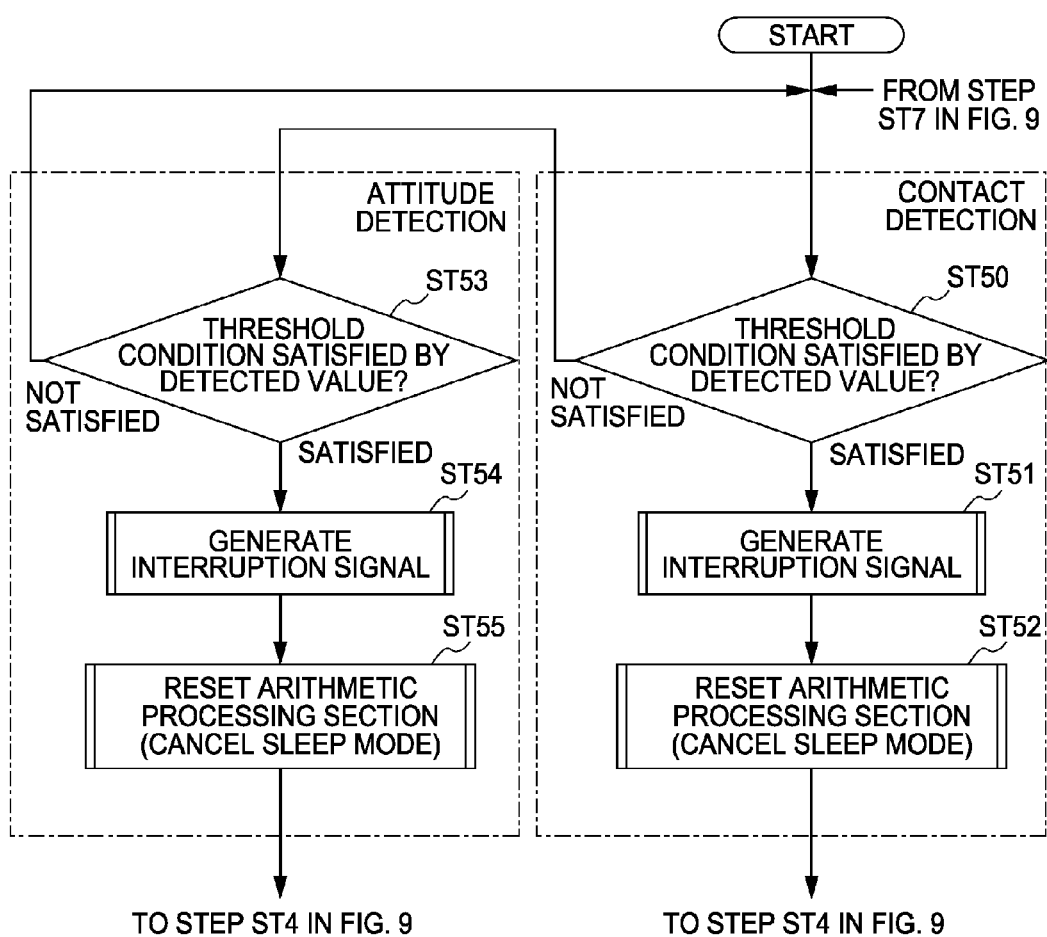 START
FROM STEP
ST7 IN FIG. 9
ATTITUDE
DETECTION
CONTACT
DETECTION
ST53
THRESHOLD
CONDITION SATISFIED BY
DETECTED VALUE?
NOT
SATISFIED
SATISFIED
ST50
THRESHOLD
CONDITION SATISFIED BY
DETECTED VALUE?
NOT
SATISFIED
SATISFIED
ST54
GENERATE
INTERRUPTION SIGNAL
ST51
GENERATE
INTERRUPTION SIGNAL
ST55
RESET ARITHMETIC
PROCESSING SECTION
(CANCEL SLEEP MODE)
ST52
RESET ARITHMETIC
PROCESSING SECTION
(CANCEL SLEEP MODE)
TO STEP ST4 IN FIG. 9
TO STEP ST4 IN FIG. 9